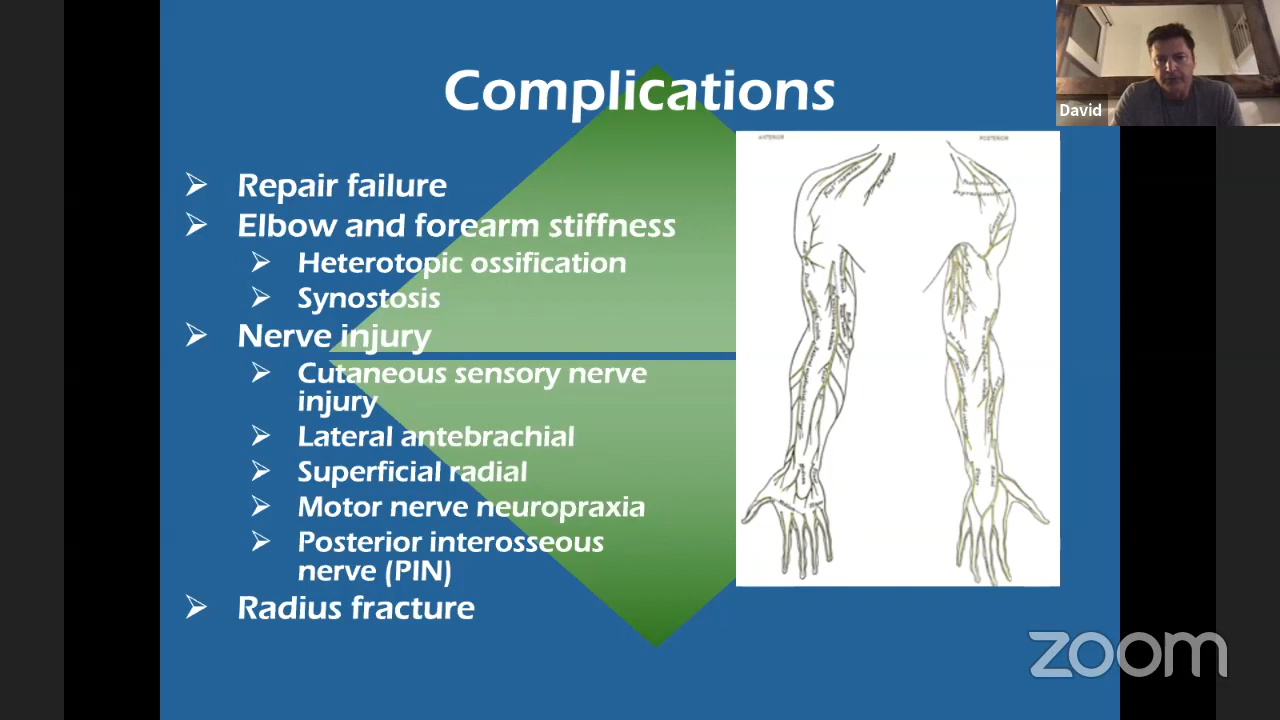 Complications
David
ANTERIOR
POSTERIOR
➢ Repair failure
➢ Elbow and forearm stiffness
➢ Heterotopic ossification
➢ Synostosis
➢ Nerve injury
➢ Cutaneous sensory nerve
injury
➢ Lateral antebrachial
➢ Superficial radial
➢ Motor nerve neuropraxia
➢ Posterior interosseous
nerve (PIN)
➢ Radius fracture
zoom